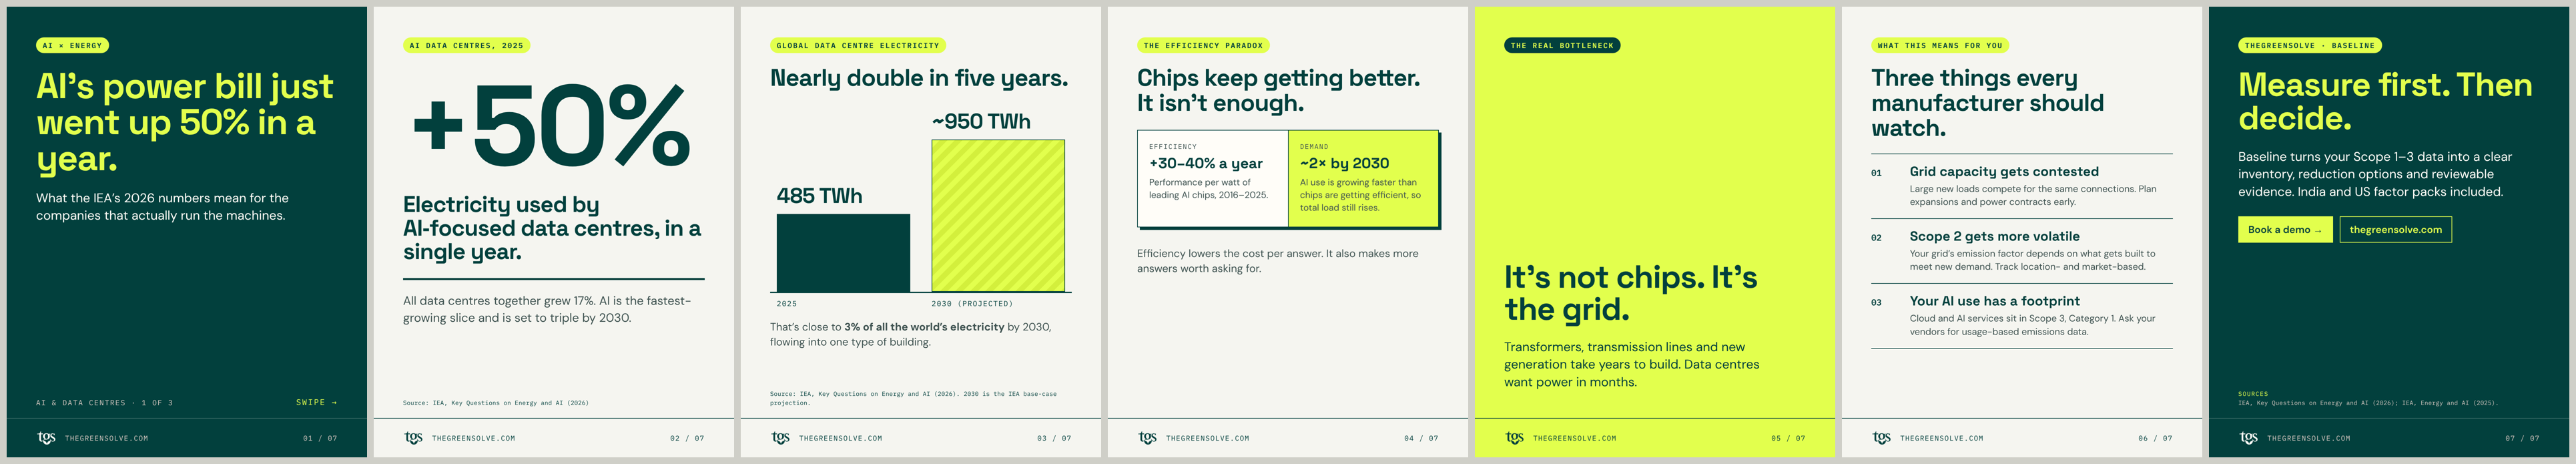 AI × ENERGY
AI's power bill just
went up 50% in a
year.
What the IEA's 2026 numbers mean for the
companies that actually run the machines.
AI & DATA CENTRES · 1 OF 3
SWIPE →
tgs THEGREENSOLVE.COM
01 / 07
AI DATA CENTRES, 2025
+50%
Electricity used by
AI-focused data centres, in a
single year.
All data centres together grew 17%. AI is the fastest-
growing slice and is set to triple by 2030.
Source: IEA, Key Questions on Energy and AI (2026)
tgs THEGREENSOLVE.COM
02 / 07
GLOBAL DATA CENTRE ELECTRICITY
Nearly double in five years.
485 TWh
~950 TWh
2025
2030 (PROJECTED)
That's close to 3% of all the world's electricity by 2030,
flowing into one type of building.
Source: IEA, Key Questions on Energy and AI (2026). 2030 is the IEA base-case
projection.
tgs THEGREENSOLVE.COM
03 / 07
THE EFFICIENCY PARADOX
Chips keep getting better.
It isn't enough.
EFFICIENCY
+30–40% a year
Performance per watt of
leading AI chips, 2016–2025.
DEMAND
~2× by 2030
AI use is growing faster than
chips are getting efficient, so
total load still rises.
Efficiency lowers the cost per answer. It also makes more
answers worth asking for.
tgs THEGREENSOLVE.COM
04 / 07
THE REAL BOTTLENECK
It's not chips. It's
the grid.
Transformers, transmission lines and new
generation take years to build. Data centres
want power in months.
tgs THEGREENSOLVE.COM
05 / 07
WHAT THIS MEANS FOR YOU
Three things every
manufacturer should
watch.
01 Grid capacity gets contested
Large new loads compete for the same connections. Plan
expansions and power contracts early.
02 Scope 2 gets more volatile
Your grid's emission factor depends on what gets built to
meet new demand. Track location- and market-based.
03 Your AI use has a footprint
Cloud and AI services sit in Scope 3, Category 1. Ask your
vendors for usage-based emissions data.
tgs THEGREENSOLVE.COM
06 / 07
THEGREENSOLVE · BASELINE
Measure first. Then
decide.
Baseline turns your Scope 1–3 data into a clear
inventory, reduction options and reviewable
evidence. India and US factor packs included.
Book a demo →
thegreensolve.com
SOURCES
IEA, Key Questions on Energy and AI (2026); IEA, Energy and AI (2025).
tgs THEGREENSOLVE.COM
07 / 07